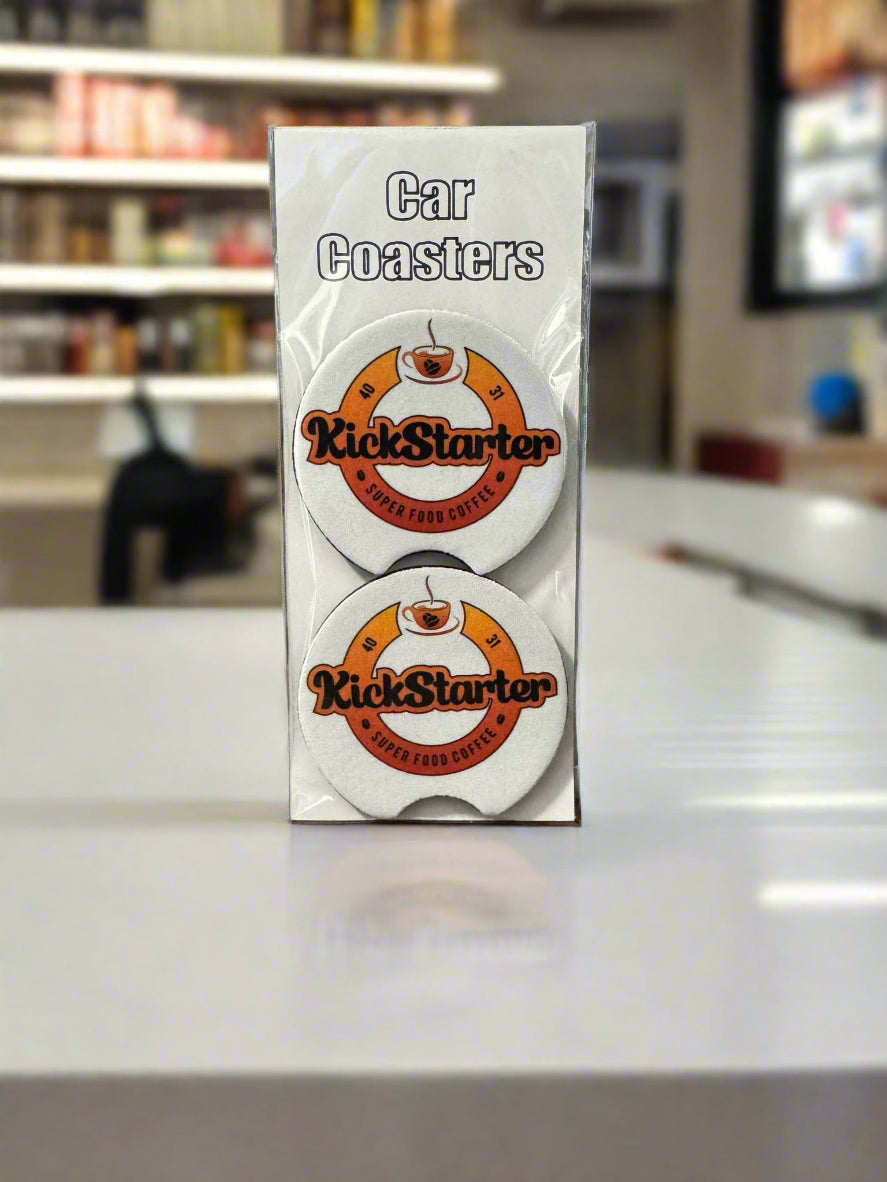 Car
Coasters
40 31
KickStarter
SUPER FOOD COFFEE
40 31
KickStarter
SUPER FOOD COFFEE